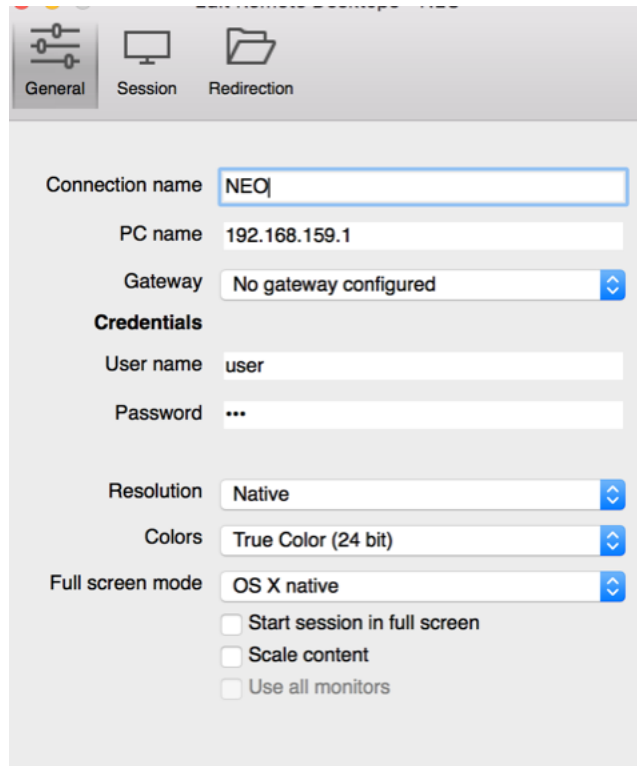 General Session Redirection
Connection name NEO
PC name 192.168.159.1
Gateway No gateway configured
Credentials
User name user
Password •••
Resolution Native
Colors True Color (24 bit)
Full screen mode OS X native
Start session in full screen
Scale content
Use all monitors